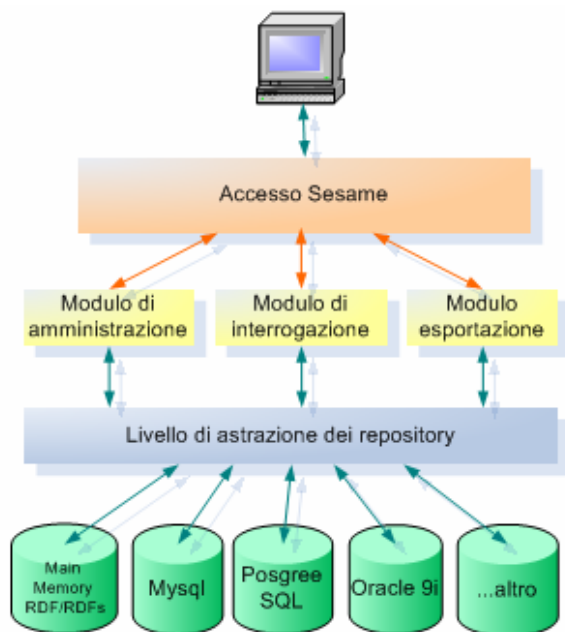 Accesso Sesame
Modulo di
amministrazione
Modulo di
interrogazione
Modulo
esportazione
Livello di astrazione dei repository
Main
Memory
RDF/RDFs
Mysql
Posgree
SQL
Oracle 9i
...altro